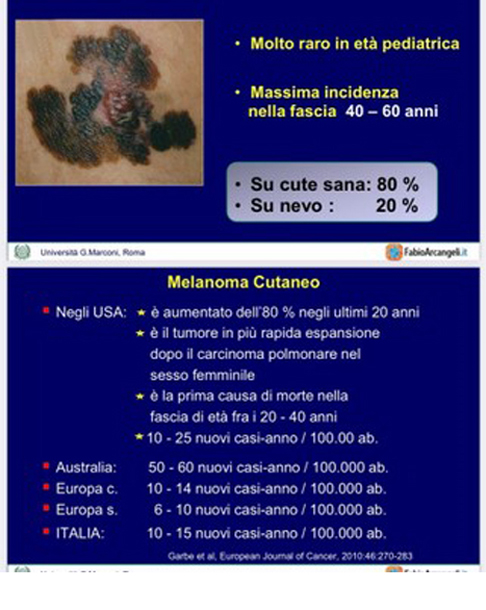 Molto raro in età pediatrica
Massima incidenza
nella fascia 40 – 60 anni
Su cute sana: 80 %
Su nevo : 20 %
Università G.Marconi, Roma
FabioArcangeli.it
Melanoma Cutaneo
Negli USA: ★ è aumentato dell'80 % negli ultimi 20 anni
★ è il tumore in più rapida espansione
dopo il carcinoma polmonare nel
sesso femminile
★ è la prima causa di morte nella
fascia di età fra i 20 - 40 anni
★ 10 - 25 nuovi casi-anno / 100.00 ab.
Australia: 50 - 60 nuovi casi-anno / 100.000 ab.
Europa c. 10 - 14 nuovi casi-anno / 100.000 ab.
Europa s. 6 - 10 nuovi casi-anno / 100.000 ab.
ITALIA: 10 - 15 nuovi casi-anno / 100.000 ab.
Garbe et al, European Journal of Cancer, 2010:46:270-283